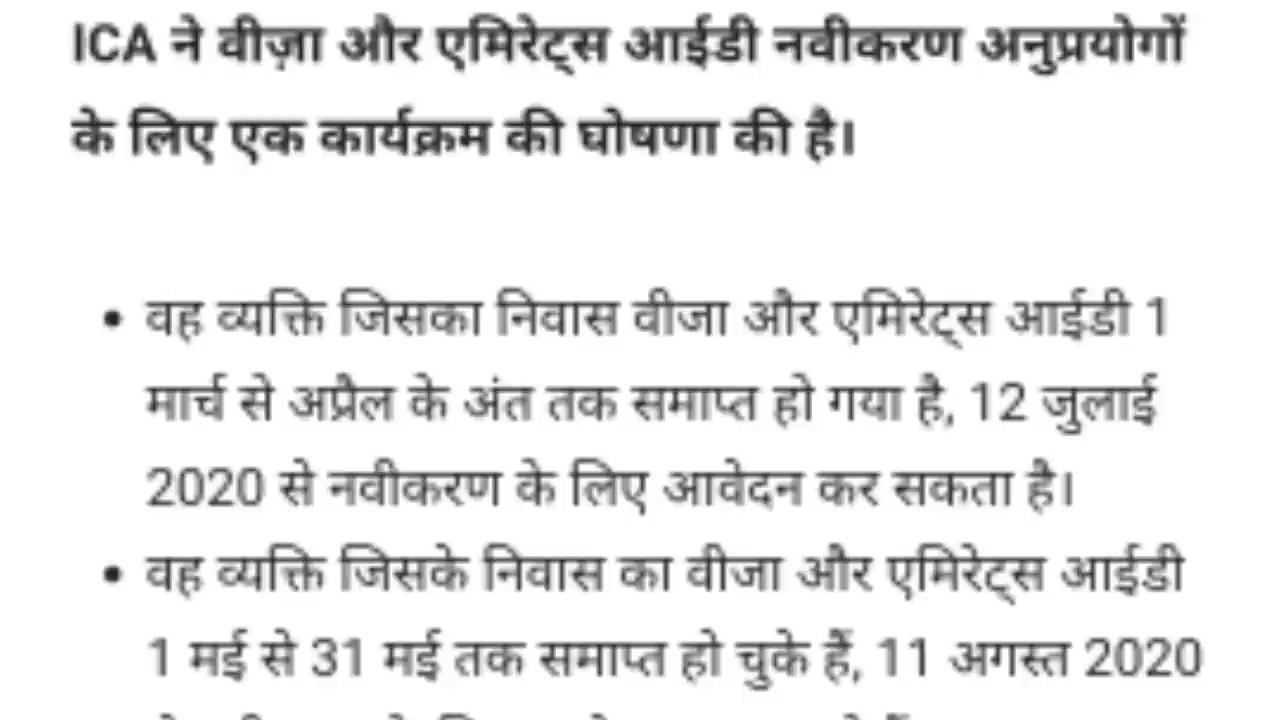 ICA ने वीज़ा और एमिरेट्स आईडी नवीकरण अनुप्रयोगों
के लिए एक कार्यक्रम की घोषणा की है।
• वह व्यक्ति जिसका निवास वीजा और एमिरेट्स आईडी 1
मार्च से अप्रैल के अंत तक समाप्त हो गया है, 12 जुलाई
2020 से नवीकरण के लिए आवेदन कर सकता है।
• वह व्यक्ति जिसके निवास का वीजा और एमिरेट्स आईडी
1 मई से 31 मई तक समाप्त हो चुके हैं, 11 अगस्त 2020